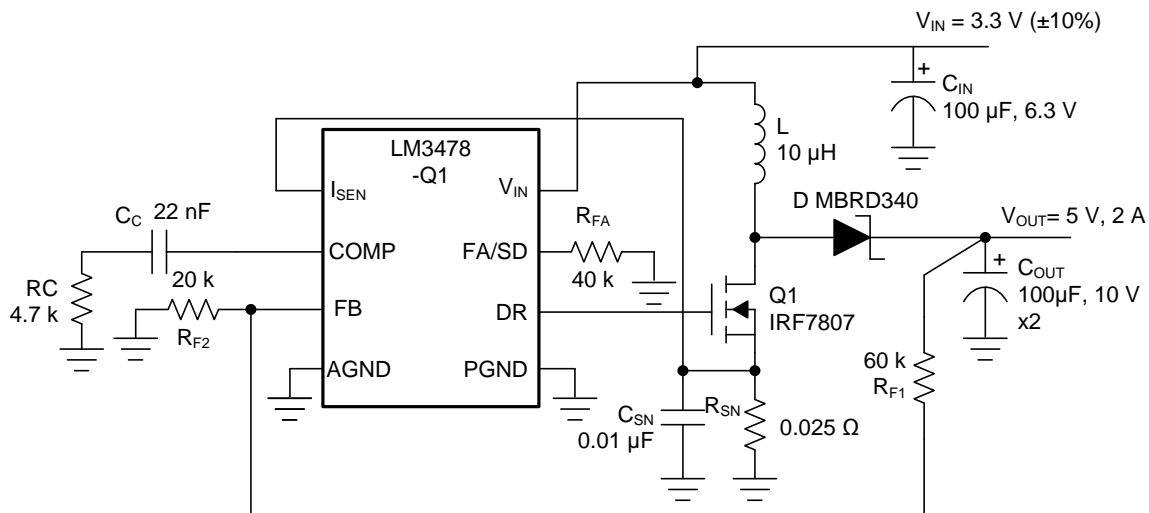 V_IN = 3.3 V (±10%)
+
C_IN
100 µF, 6.3 V
L
10 µH
LM3478
-Q1
I_SEN
V_IN
COMP
FA/SD
FB
DR
AGND
PGND
C_C 22 nF
RC
4.7 k
20 k
R_F2
R_FA
40 k
D MBRD340
V_OUT= 5 V, 2 A
+
C_OUT
100µF, 10 V
x2
Q1
IRF7807
60 k
R_F1
C_SN
0.01 µF
R_SN
0.025 Ω